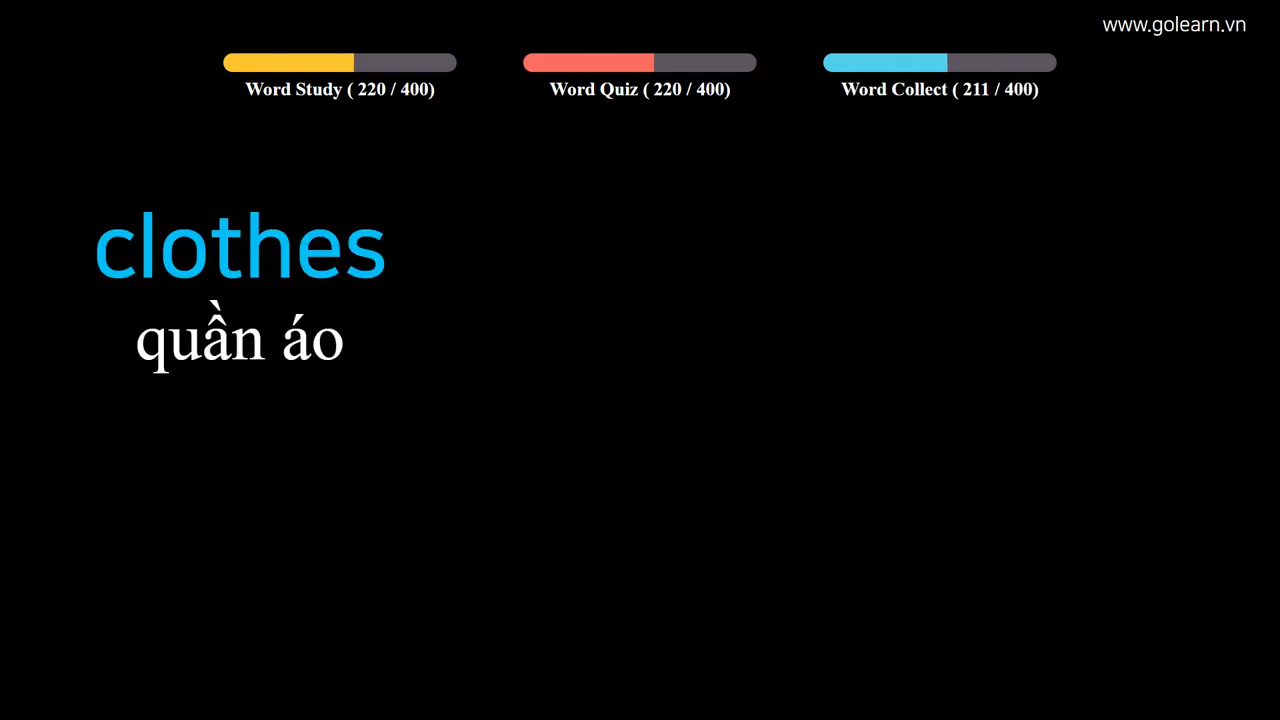 www.golearn.vn
Word Study ( 220 / 400)
Word Quiz ( 220 / 400)
Word Collect ( 211 / 400)
clothes
quần áo